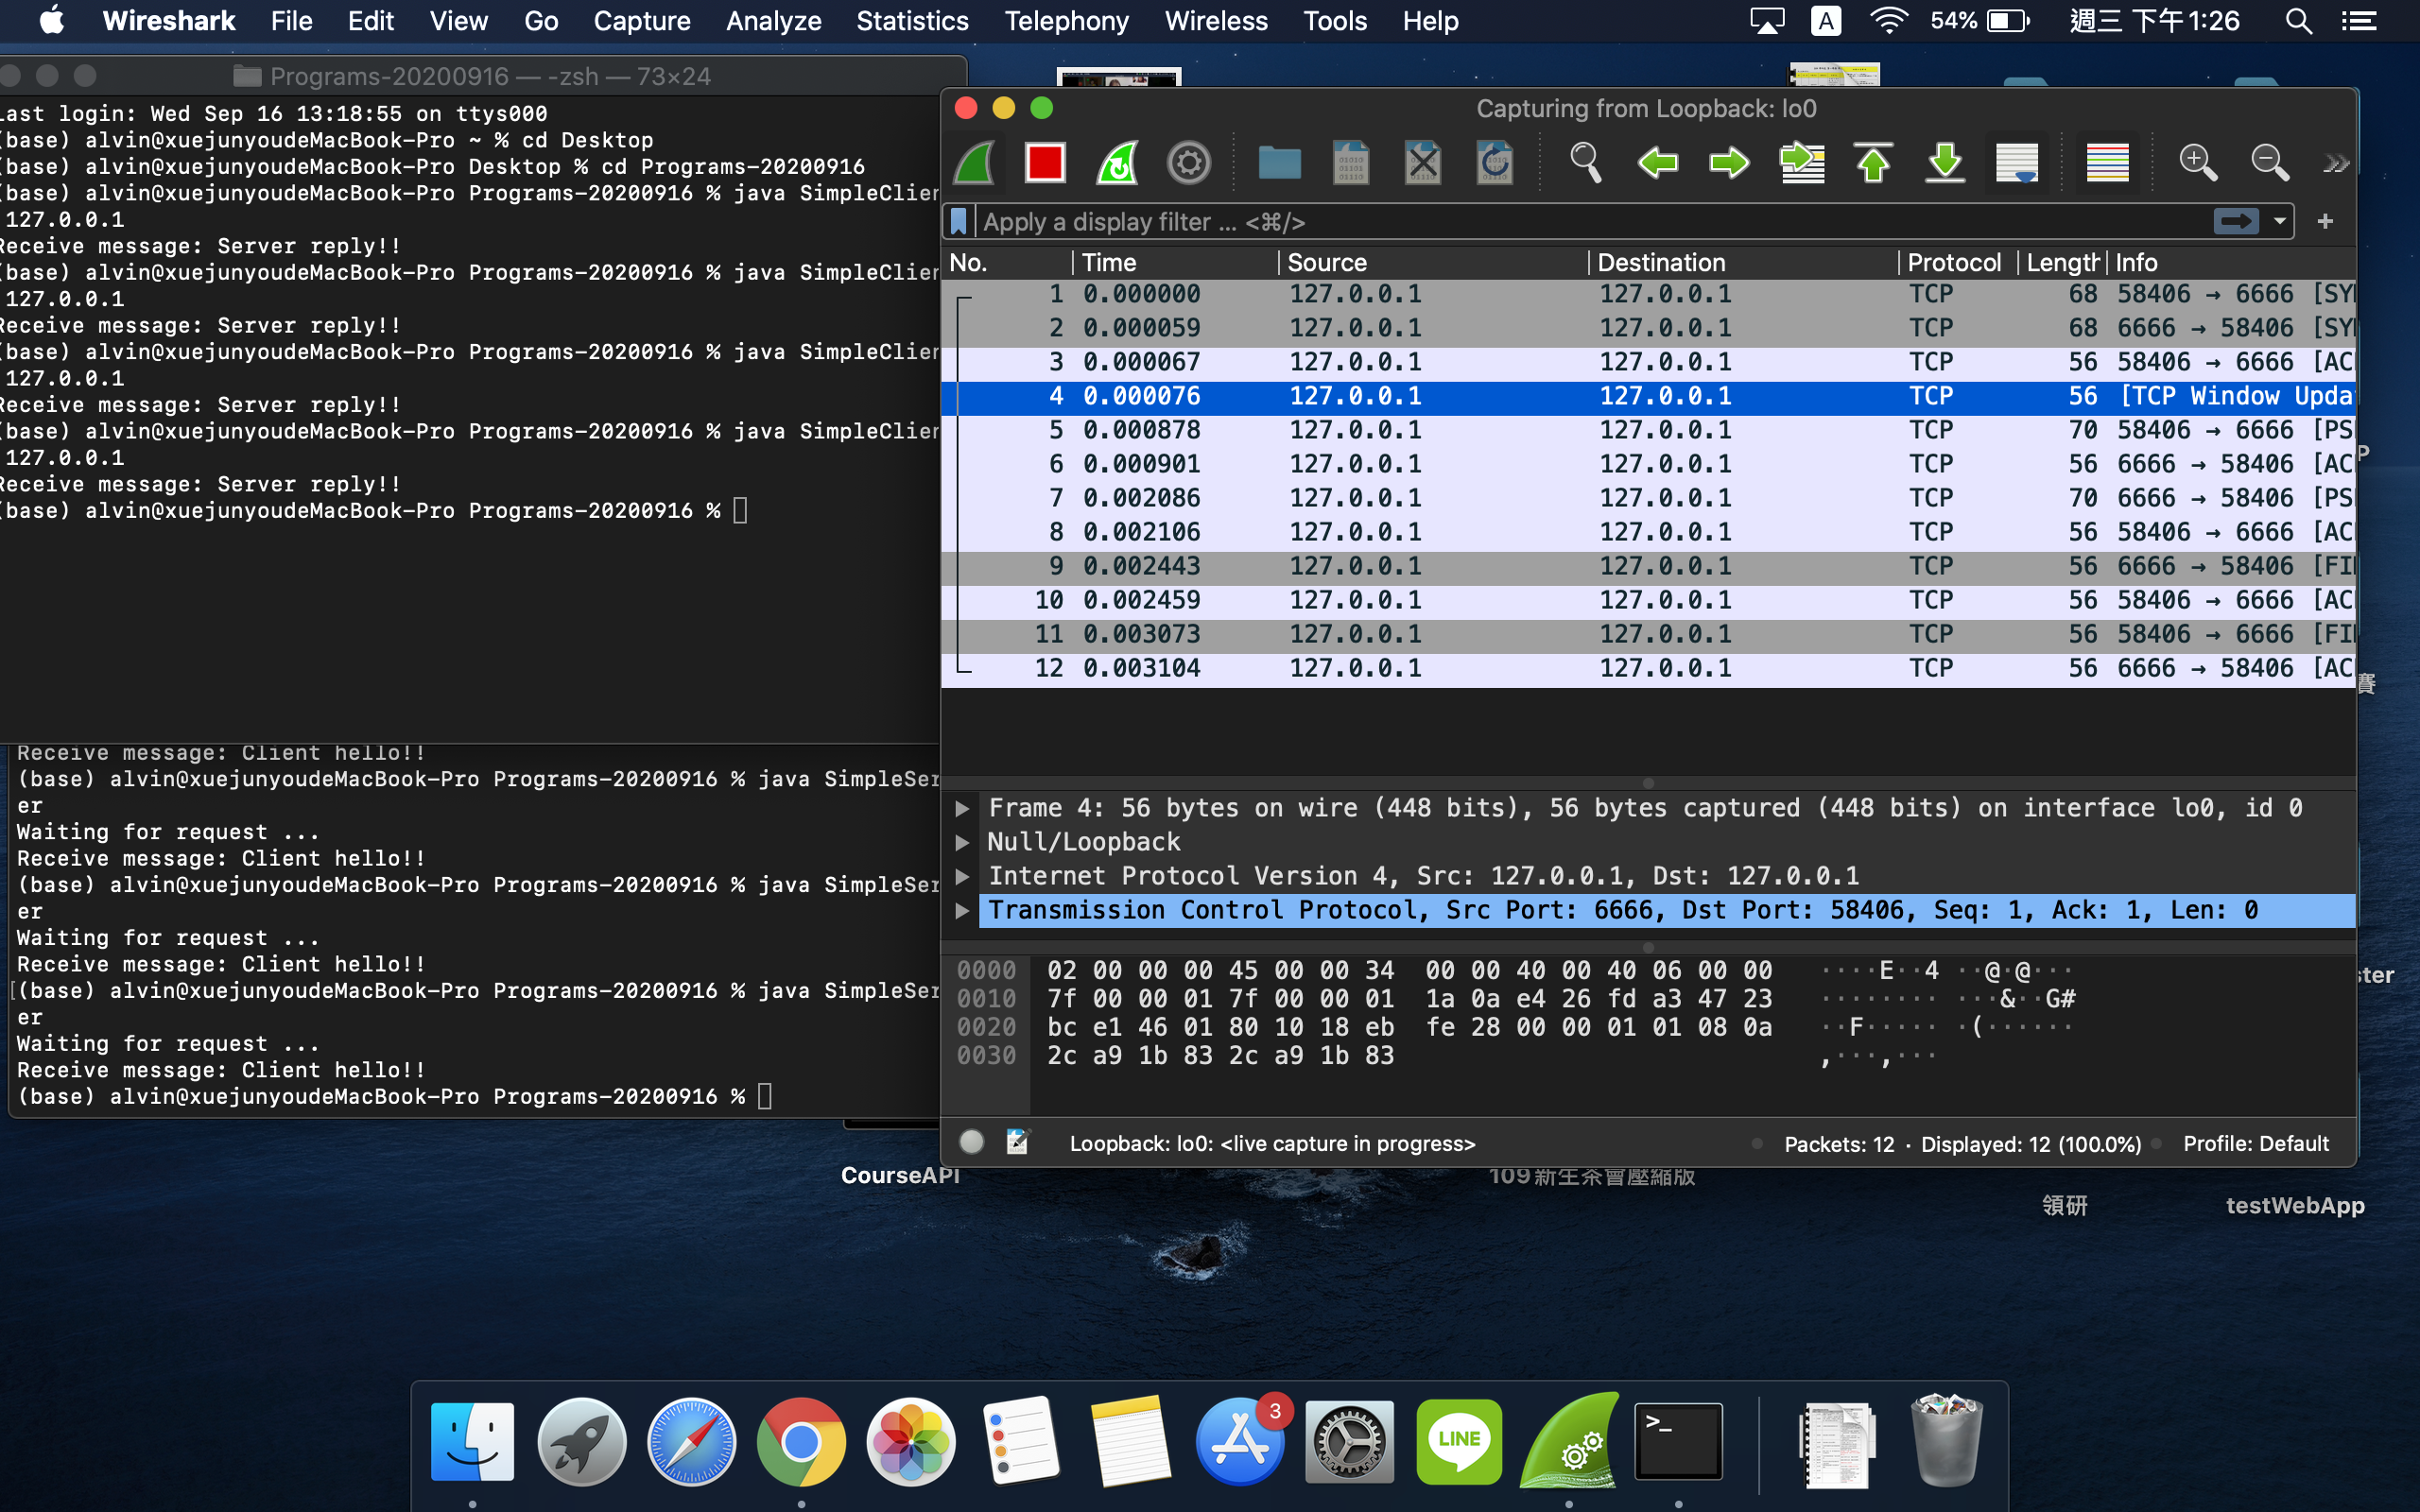 Wireshark File Edit View Go Capture Analyze Statistics Telephony Wireless Tools Help A 54% 週三 下午1:26
Programs-20200916 — -zsh — 73×24
Last login: Wed Sep 16 13:18:55 on ttys000
(base) alvin@xuejunyoudeMacBook-Pro ~ % cd Desktop
(base) alvin@xuejunyoudeMacBook-Pro Desktop % cd Programs-20200916
(base) alvin@xuejunyoudeMacBook-Pro Programs-20200916 % java SimpleClien
127.0.0.1
Receive message: Server reply!!
(base) alvin@xuejunyoudeMacBook-Pro Programs-20200916 % java SimpleClien
127.0.0.1
Receive message: Server reply!!
(base) alvin@xuejunyoudeMacBook-Pro Programs-20200916 % java SimpleClien
127.0.0.1
Receive message: Server reply!!
(base) alvin@xuejunyoudeMacBook-Pro Programs-20200916 % java SimpleClien
127.0.0.1
Receive message: Server reply!!
(base) alvin@xuejunyoudeMacBook-Pro Programs-20200916 %
Receive message: Client hello!!
(base) alvin@xuejunyoudeMacBook-Pro Programs-20200916 % java SimpleSer
er
Waiting for request ...
Receive message: Client hello!!
(base) alvin@xuejunyoudeMacBook-Pro Programs-20200916 % java SimpleSer
er
Waiting for request ...
Receive message: Client hello!!
[(base) alvin@xuejunyoudeMacBook-Pro Programs-20200916 % java SimpleSer
er
Waiting for request ...
Receive message: Client hello!!
(base) alvin@xuejunyoudeMacBook-Pro Programs-20200916 %
Capturing from Loopback: lo0
Apply a display filter ... <⌘/>
No. Time Source Destination Protocol Length Info
1 0.000000 127.0.0.1 127.0.0.1 TCP 68 58406 → 6666 [SY
2 0.000059 127.0.0.1 127.0.0.1 TCP 68 6666 → 58406 [SY
3 0.000067 127.0.0.1 127.0.0.1 TCP 56 58406 → 6666 [AC
4 0.000076 127.0.0.1 127.0.0.1 TCP 56 [TCP Window Upda
5 0.000878 127.0.0.1 127.0.0.1 TCP 70 58406 → 6666 [PS
6 0.000901 127.0.0.1 127.0.0.1 TCP 56 6666 → 58406 [AC
7 0.002086 127.0.0.1 127.0.0.1 TCP 70 6666 → 58406 [PS
8 0.002106 127.0.0.1 127.0.0.1 TCP 56 58406 → 6666 [AC
9 0.002443 127.0.0.1 127.0.0.1 TCP 56 6666 → 58406 [FI
10 0.002459 127.0.0.1 127.0.0.1 TCP 56 58406 → 6666 [AC
11 0.003073 127.0.0.1 127.0.0.1 TCP 56 58406 → 6666 [FI
12 0.003104 127.0.0.1 127.0.0.1 TCP 56 6666 → 58406 [AC
Frame 4: 56 bytes on wire (448 bits), 56 bytes captured (448 bits) on interface lo0, id 0
Null/Loopback
Internet Protocol Version 4, Src: 127.0.0.1, Dst: 127.0.0.1
Transmission Control Protocol, Src Port: 6666, Dst Port: 58406, Seq: 1, Ack: 1, Len: 0
0000 02 00 00 00 45 00 00 34 00 00 40 00 40 06 00 00 ····E··4 ··@·@···
0010 7f 00 00 01 7f 00 00 01 1a 0a e4 26 fd a3 47 23 ········ ···&··G#
0020 bc e1 46 01 80 10 18 eb fe 28 00 00 01 01 08 0a ··F····· ·(······
0030 2c a9 1b 83 2c a9 1b 83 ,···,···
Loopback: lo0: <live capture in progress> Packets: 12 · Displayed: 12 (100.0%) Profile: Default
P
賽
ster
CourseAPI
109新生茶會壓縮版
領研
testWebApp
3
LINE
>_